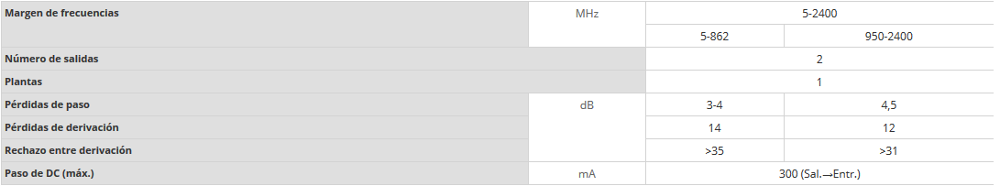 Margen de frecuencias MHz 5-2400
5-862 950-2400
Número de salidas 2
Plantas 1
Pérdidas de paso dB 3-4 4,5
Pérdidas de derivación 14 12
Rechazo entre derivación >35 >31
Paso de DC (máx.) mA 300 (Sal.→Entr.)